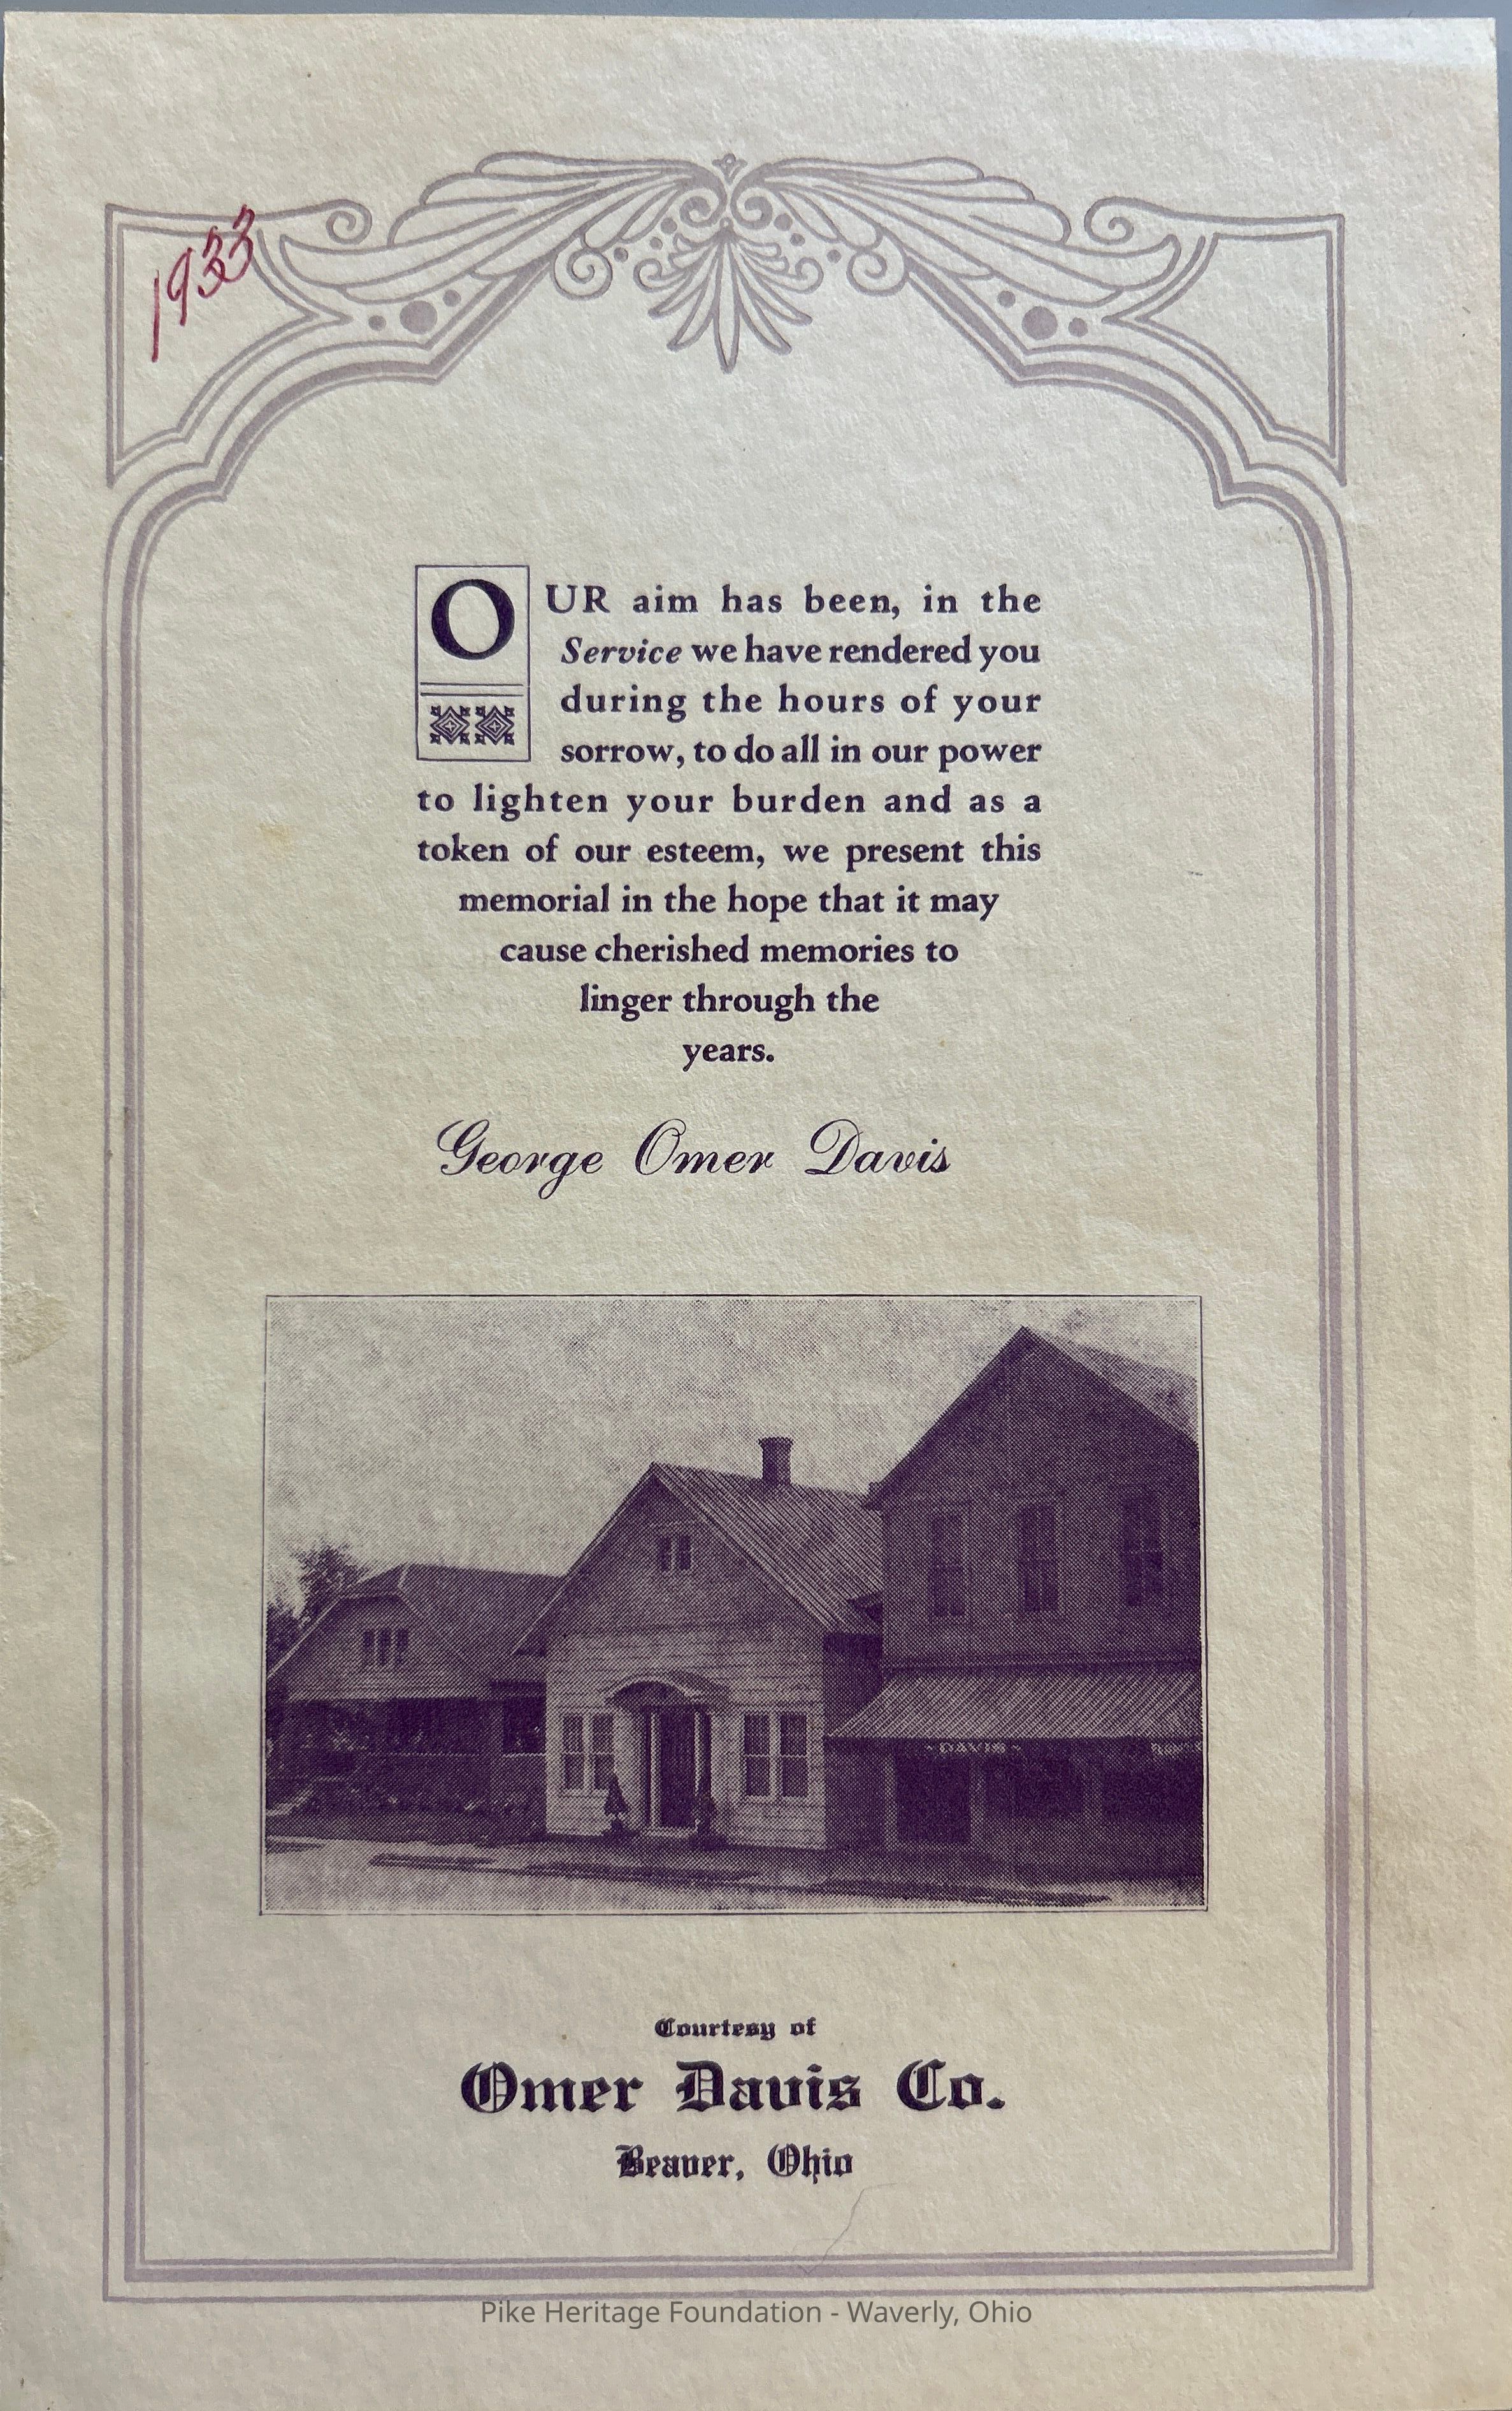 1933
OUR aim has been, in the
Service we have rendered you
during the hours of your
sorrow, to do all in our power
to lighten your burden and as a
token of our esteem, we present this
memorial in the hope that it may
cause cherished memories to
linger through the
years.
George Omer Davis
DAVIS
Courtesy of
Omer Davis Co.
Beaver, Ohio
Pike Heritage Foundation - Waverly, Ohio